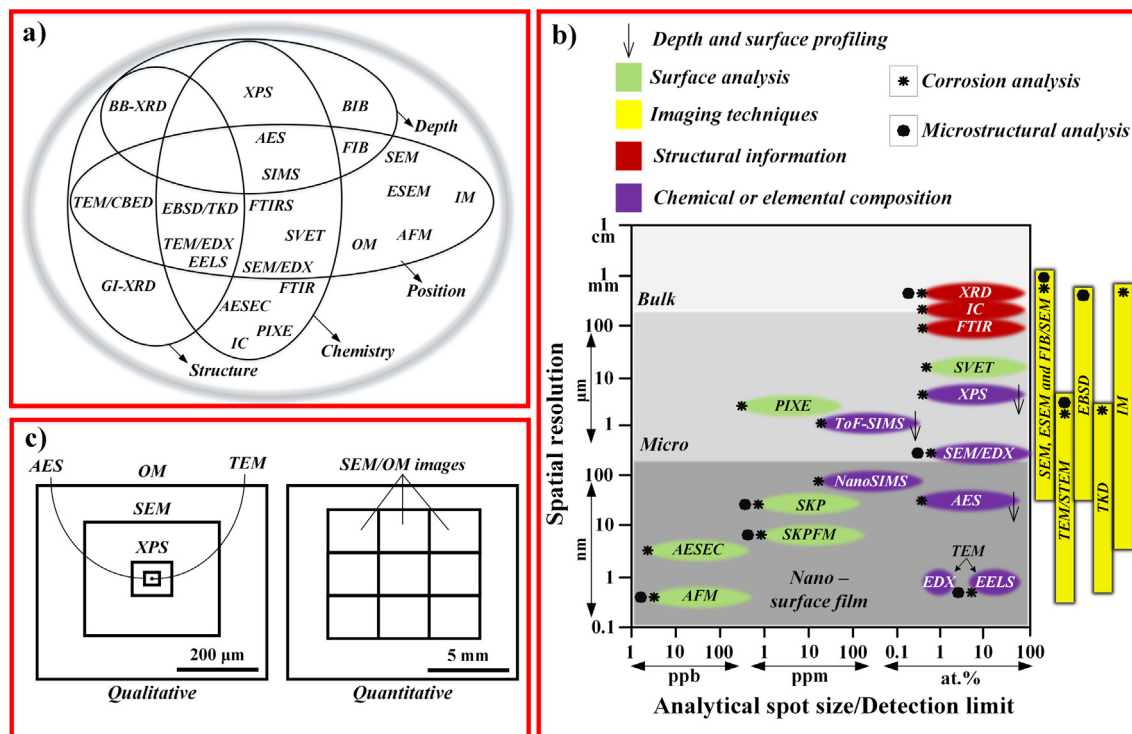 a)
XPS
BB-XRD
BIB
Depth
AES
FIB
SEM
SIMS
ESEM
IM
TEM/CBED
EBSD/TKD
FTIRS
SVET
AFM
OM
TEM/EDX
EELS
SEM/EDX
Position
GI-XRD
FTIR
AESEC
PIXE
IC
Chemistry
Structure
b)
Depth and surface profiling
Surface analysis
Imaging techniques
Structural information
Chemical or elemental composition
Corrosion analysis
Microstructural analysis
Spatial resolution
1
cm
1
mm
100
10
µm
1
100
10
nm
1
0.1
Bulk
Micro
Nano –
surface film
XRD
IC
FTIR
SVET
XPS
PIXE
ToF-SIMS
SEM/EDX
NanoSIMS
SKP
AES
SKPFM
AESEC
TEM
EDX
EELS
AFM
SEM, ESEM and FIB/SEM
TEM/STEM
EBSD
TKD
IM
1 10 100 1 10 100 0.1 1 10 100
ppb ppm at.%
Analytical spot size/Detection limit
c)
AES
OM
TEM
SEM
XPS
200 µm
Qualitative
SEM/OM images
5 mm
Quantitative